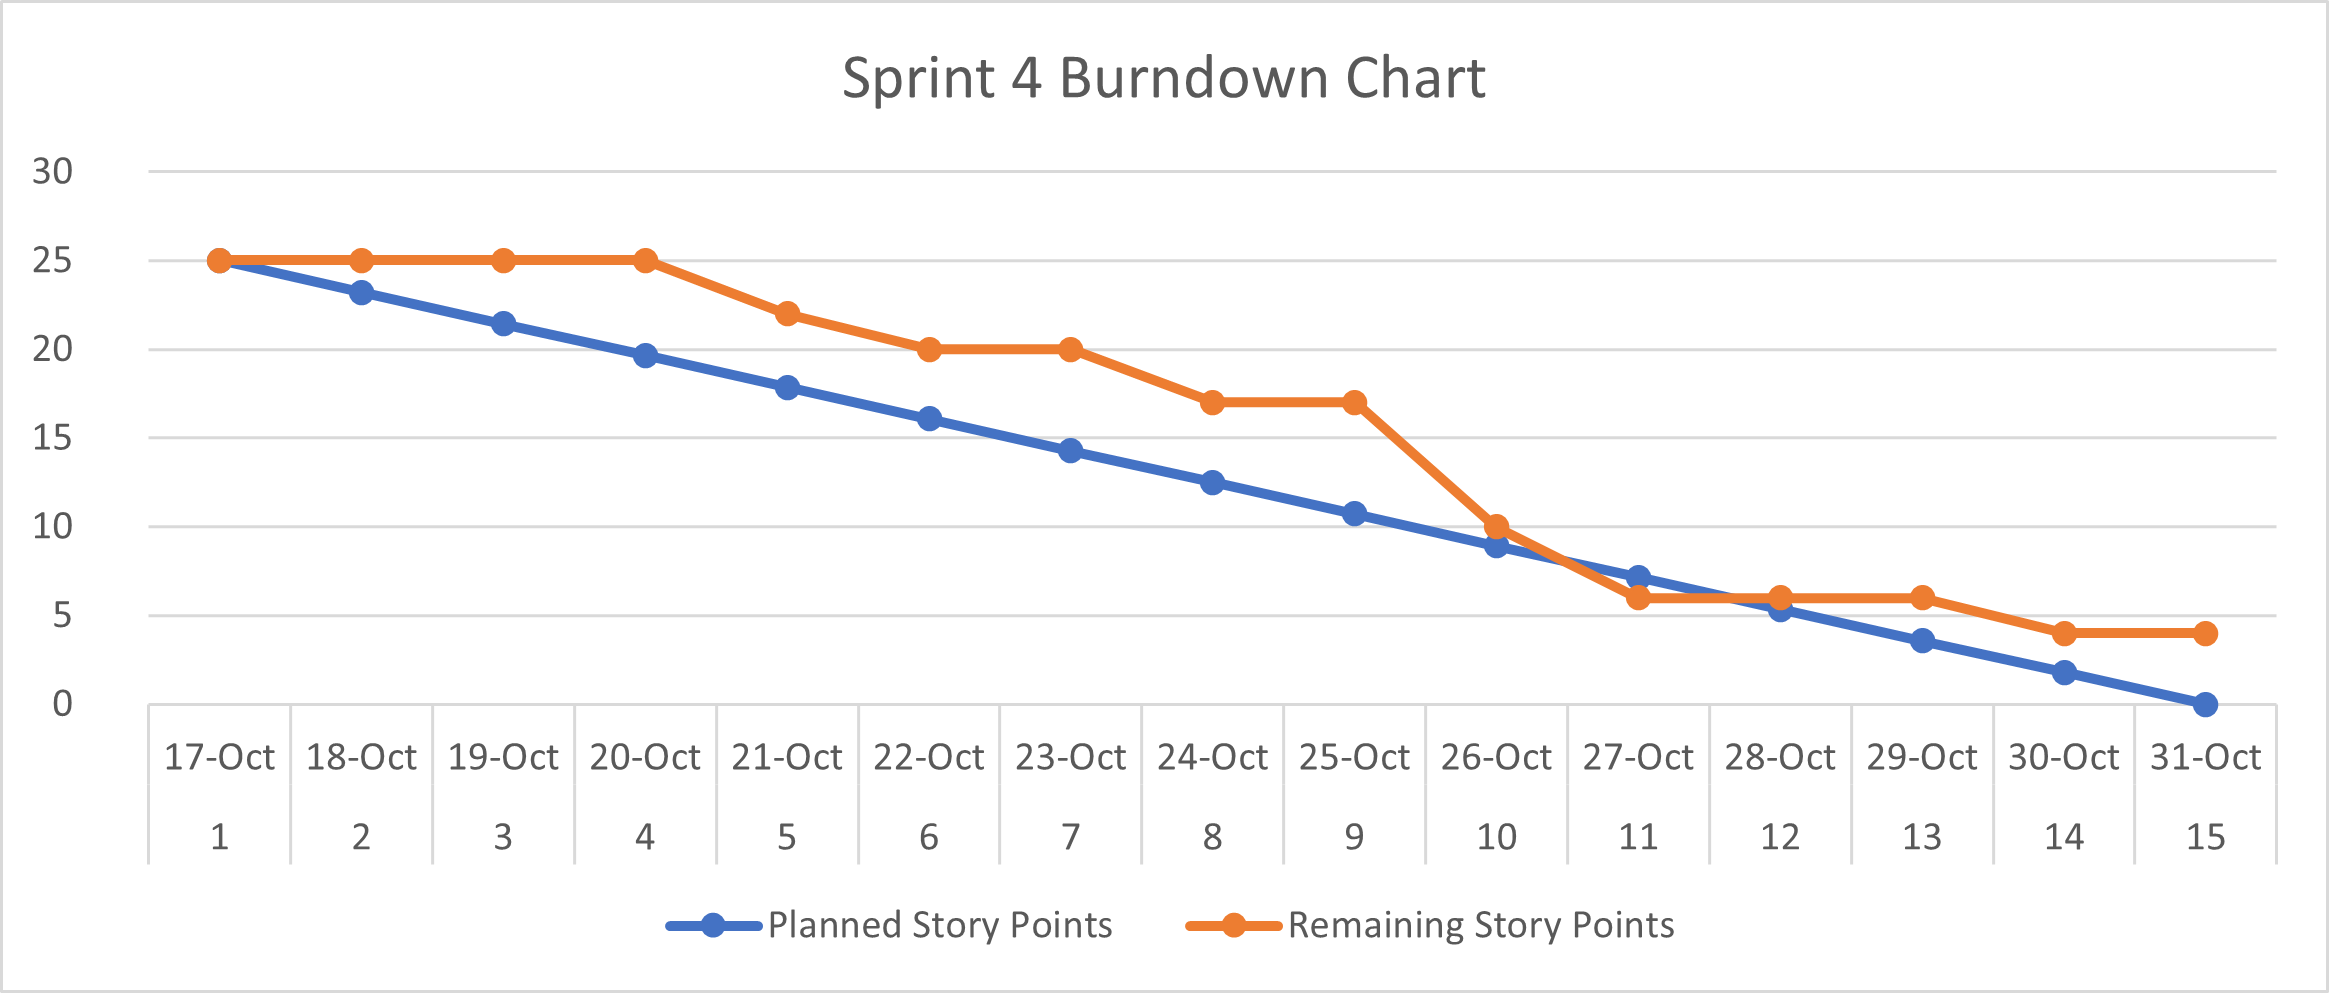 Sprint 4 Burndown Chart
30
25
20
15
10
5
0
17-Oct 18-Oct 19-Oct 20-Oct 21-Oct 22-Oct 23-Oct 24-Oct 25-Oct 26-Oct 27-Oct 28-Oct 29-Oct 30-Oct 31-Oct
1 2 3 4 5 6 7 8 9 10 11 12 13 14 15
Planned Story Points Remaining Story Points